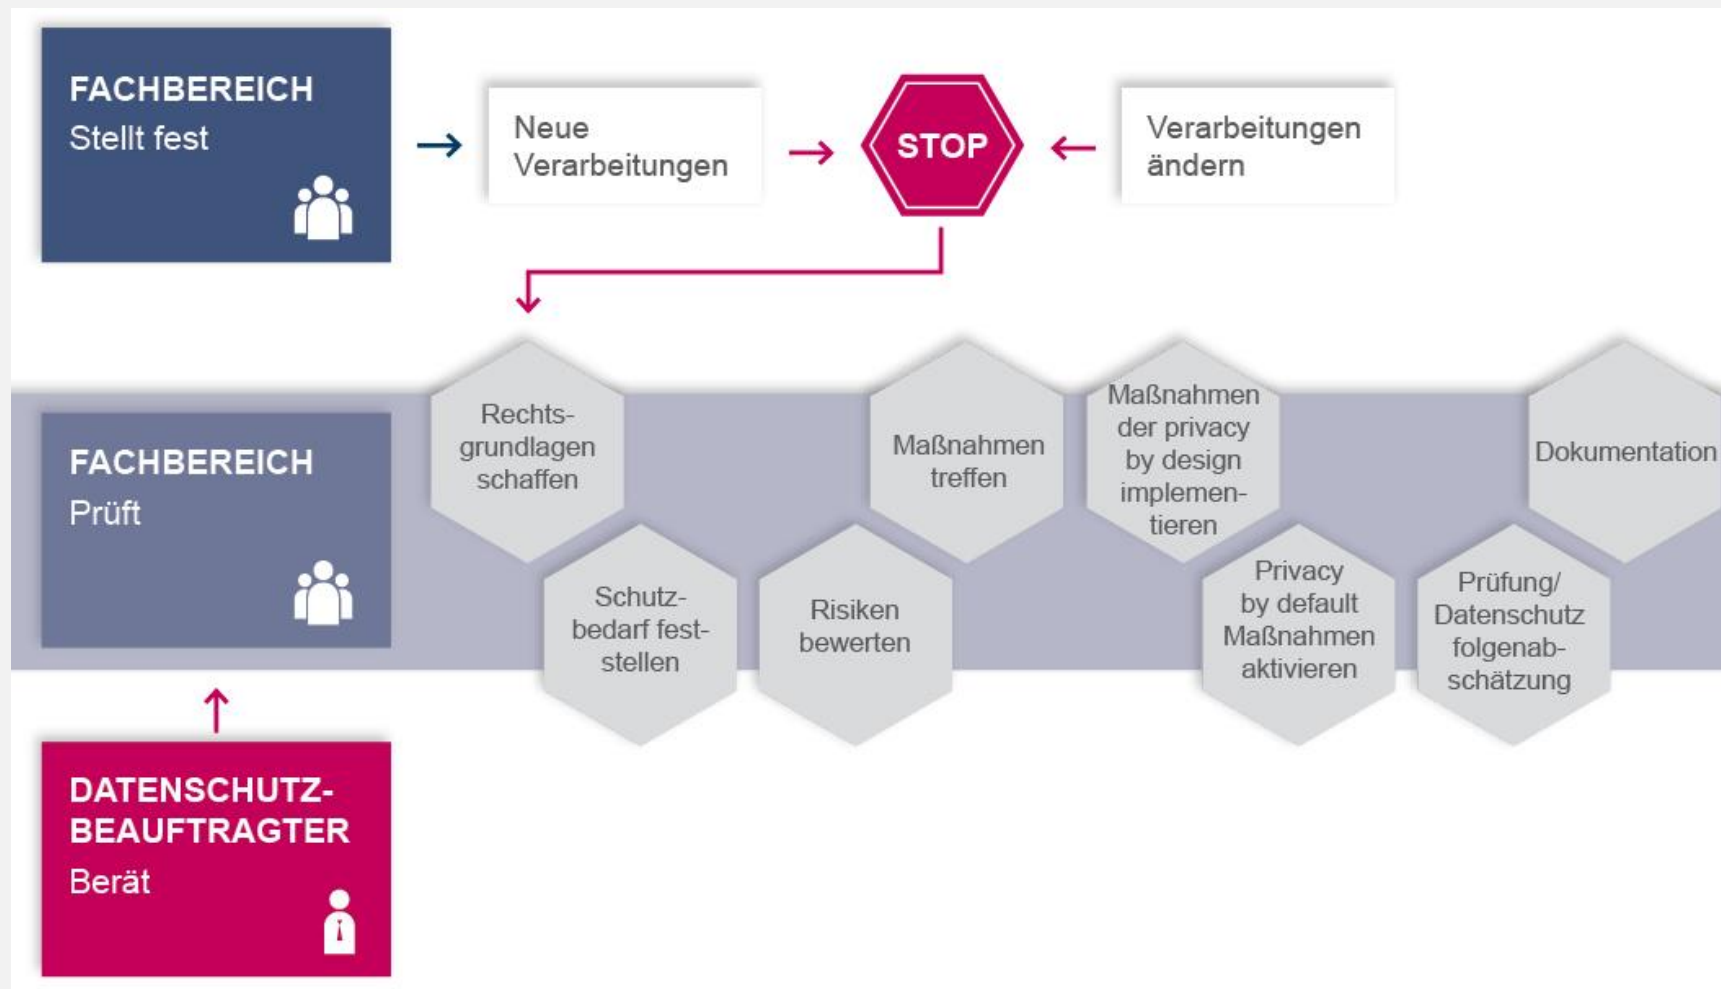 FACHBEREICH
Stellt fest
Neue
Verarbeitungen
STOP
Verarbeitungen
ändern
FACHBEREICH
Prüft
Rechts-
grundlagen
schaffen
Schutz-
bedarf fest-
stellen
Risiken
bewerten
Maßnahmen
treffen
Maßnahmen
der privacy
by design
implemen-
tieren
Privacy
by default
Maßnahmen
aktivieren
Prüfung/
Datenschutz
folgenab-
schätzung
Dokumentation
DATENSCHUTZ-
BEAUFTRAGTER
Berät